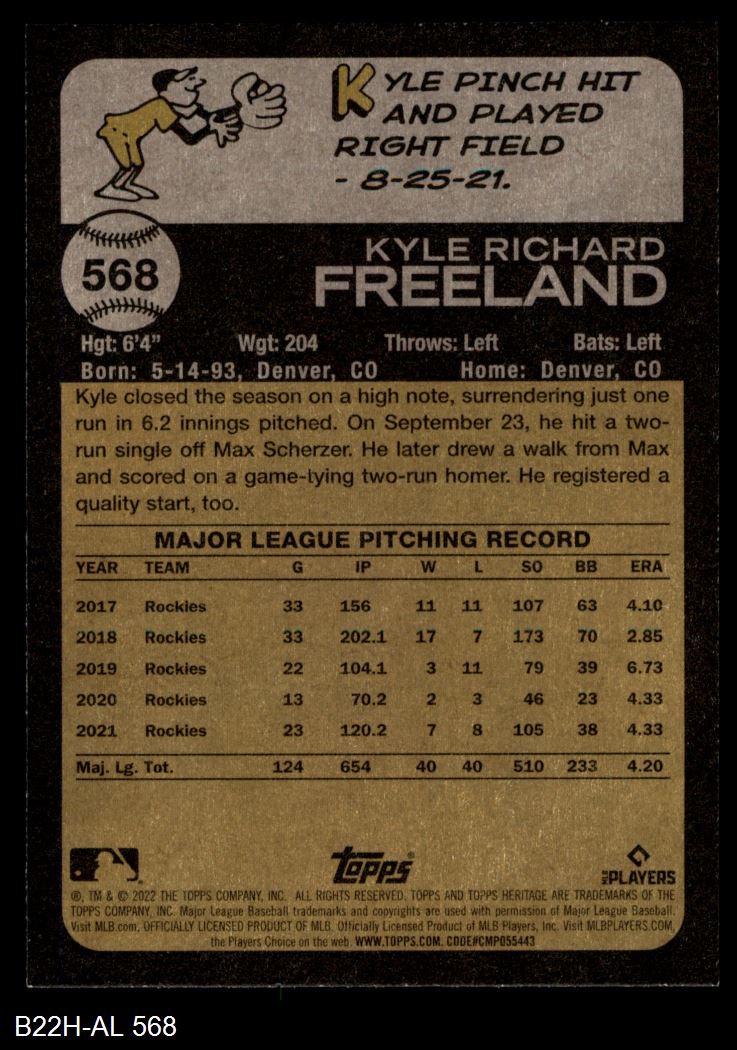 KYLE PINCH HIT
AND PLAYED
RIGHT FIELD
- 8-25-21.
568
KYLE RICHARD
FREELAND
Hgt: 6'4" Wgt: 204 Throws: Left Bats: Left
Born: 5-14-93, Denver, CO Home: Denver, CO
Kyle closed the season on a high note, surrendering just one
run in 6.2 innings pitched. On September 23, he hit a two-
run single off Max Scherzer. He later drew a walk from Max
and scored on a game-tying two-run homer. He registered a
quality start, too.
MAJOR LEAGUE PITCHING RECORD
YEAR TEAM G IP W L SO BB ERA
2017 Rockies 33 156 11 11 107 63 4.10
2018 Rockies 33 202.1 17 7 173 70 2.85
2019 Rockies 22 104.1 3 11 79 39 6.73
2020 Rockies 13 70.2 2 3 46 23 4.33
2021 Rockies 23 120.2 7 8 105 38 4.33
Maj. Lg. Tot. 124 654 40 40 510 233 4.20
topps®
MLB PLAYERS
®, TM & © 2022 THE TOPPS COMPANY, INC. ALL RIGHTS RESERVED. TOPPS AND TOPPS HERITAGE ARE TRADEMARKS OF THE
TOPPS COMPANY, INC. Major League Baseball trademarks and copyrights are used with permission of Major League Baseball.
Visit MLB.com. OFFICIALLY LICENSED PRODUCT OF MLB. Officially Licensed Product of MLB Players, Inc. Visit MLBPLAYERS.COM,
the Players Choice on the web. WWW.TOPPS.COM. CODE#CMP055443
B22H-AL 568